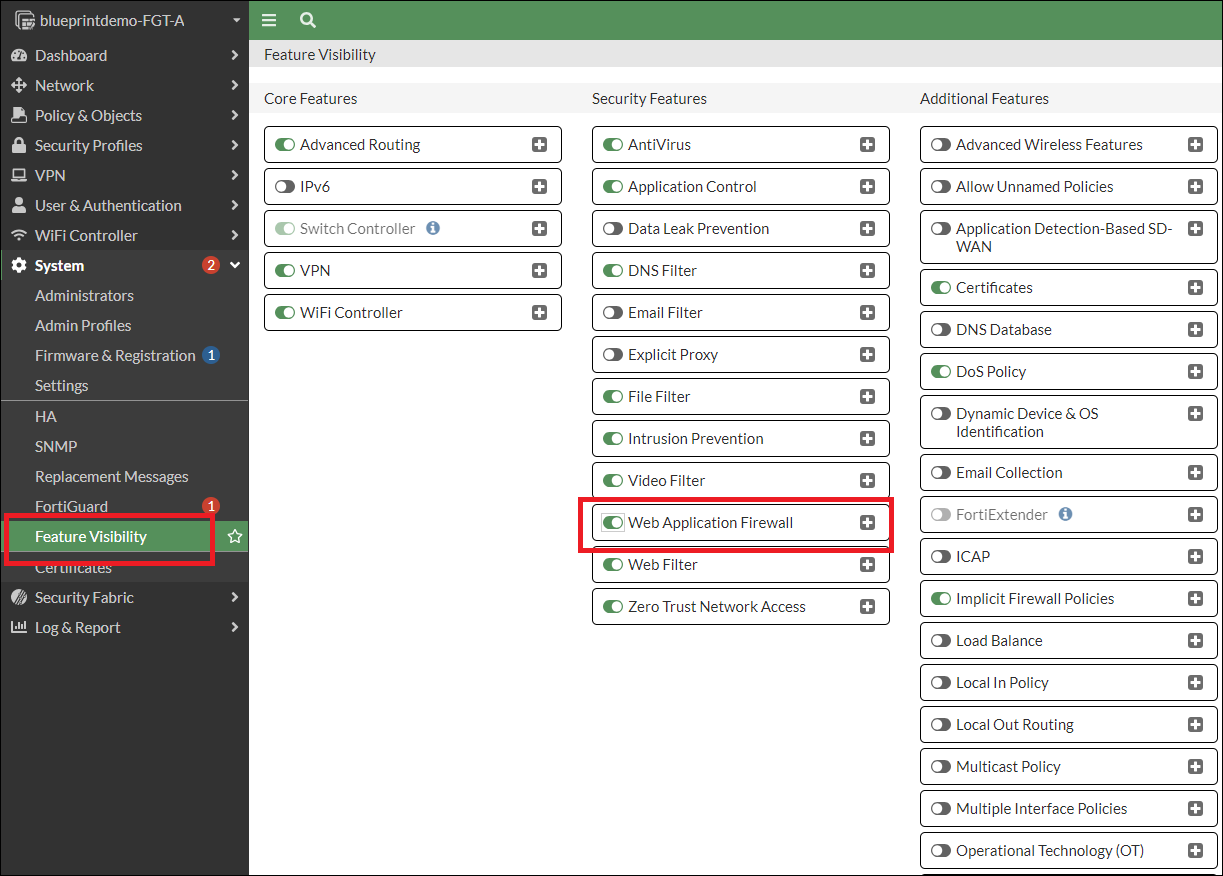 blueprintdemo-FGT-A
Dashboard
Network
Policy & Objects
Security Profiles
VPN
User & Authentication
WiFi Controller
System 2
Administrators
Admin Profiles
Firmware & Registration 1
Settings
HA
SNMP
Replacement Messages
FortiGuard 1
Feature Visibility
Certificates
Security Fabric
Log & Report
Feature Visibility
Core Features
Advanced Routing
IPv6
Switch Controller
VPN
WiFi Controller
Security Features
AntiVirus
Application Control
Data Leak Prevention
DNS Filter
Email Filter
Explicit Proxy
File Filter
Intrusion Prevention
Video Filter
Web Application Firewall
Web Filter
Zero Trust Network Access
Additional Features
Advanced Wireless Features
Allow Unnamed Policies
Application Detection-Based SD-
WAN
Certificates
DNS Database
DoS Policy
Dynamic Device & OS
Identification
Email Collection
FortiExtender
ICAP
Implicit Firewall Policies
Load Balance
Local In Policy
Local Out Routing
Multicast Policy
Multiple Interface Policies
Operational Technology (OT)